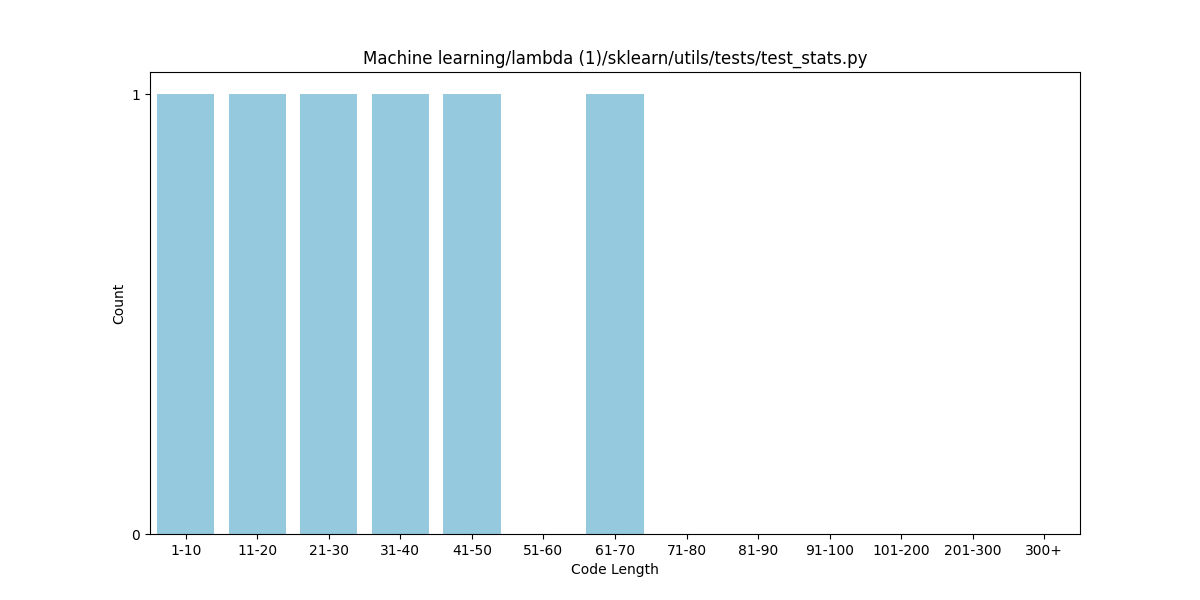 Machine learning/lambda (1)/sklearn/utils/tests/test_stats.py
1
Count
0
1-10 11-20 21-30 31-40 41-50 51-60 61-70 71-80 81-90 91-100 101-200 201-300 300+
Code Length